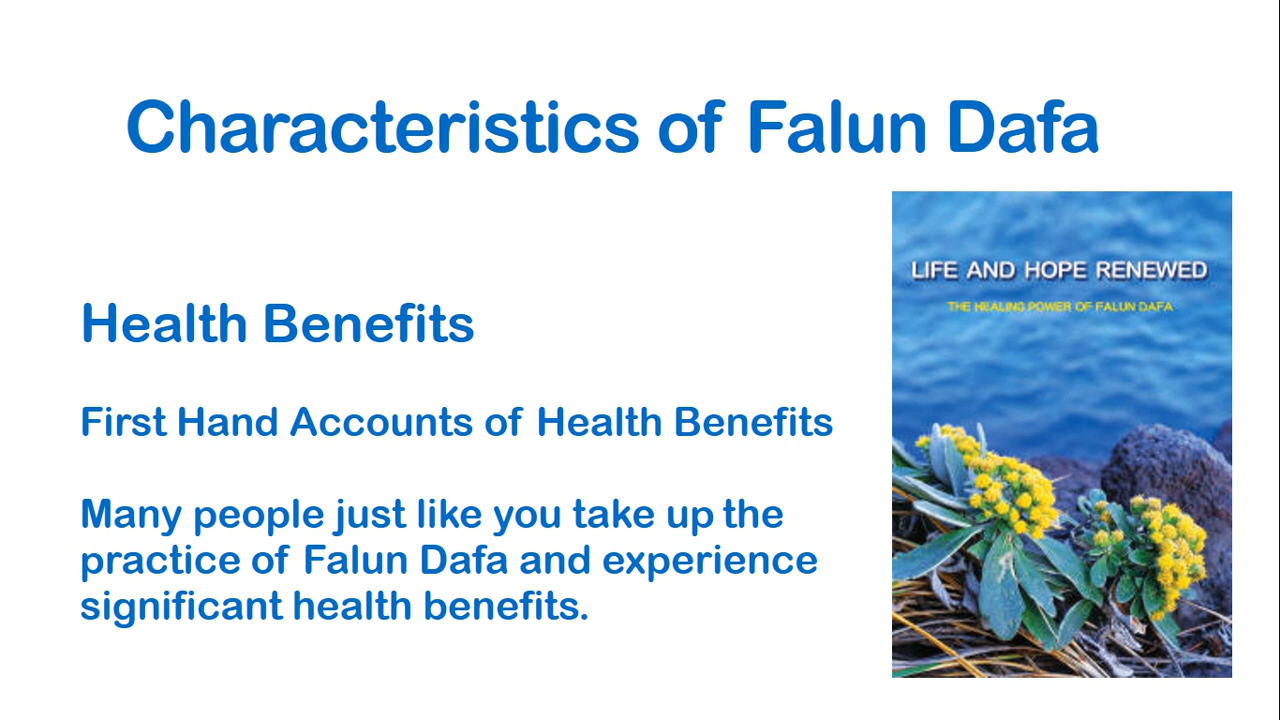 Characteristics of Falun Dafa
LIFE AND HOPE RENEWED
THE HEALING POWER OF FALUN DAFA
Health Benefits
First Hand Accounts of Health Benefits
Many people just like you take up the
practice of Falun Dafa and experience
significant health benefits.